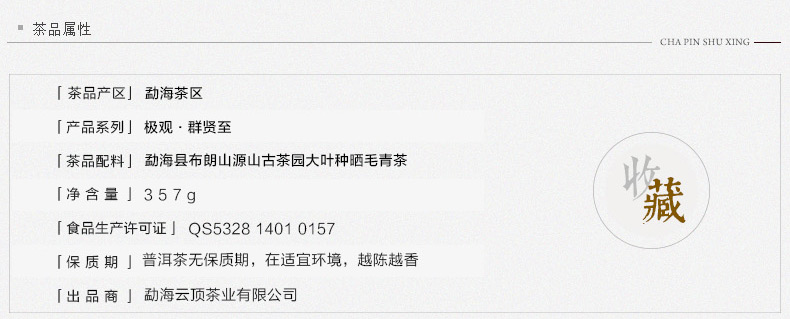 茶品属性
CHA PIN SHU XING
「茶品产区」 勐海茶区
「产品系列」 极观·群贤至
「茶品配料」 勐海县布朗山源山古茶园大叶种晒毛青茶
「净含量」 357g
「食品生产许可证」 QS5328 1401 0157
「保质期」 普洱茶无保质期，在适宜环境，越陈越香
「出品商」 勐海云顶茶业有限公司
收藏